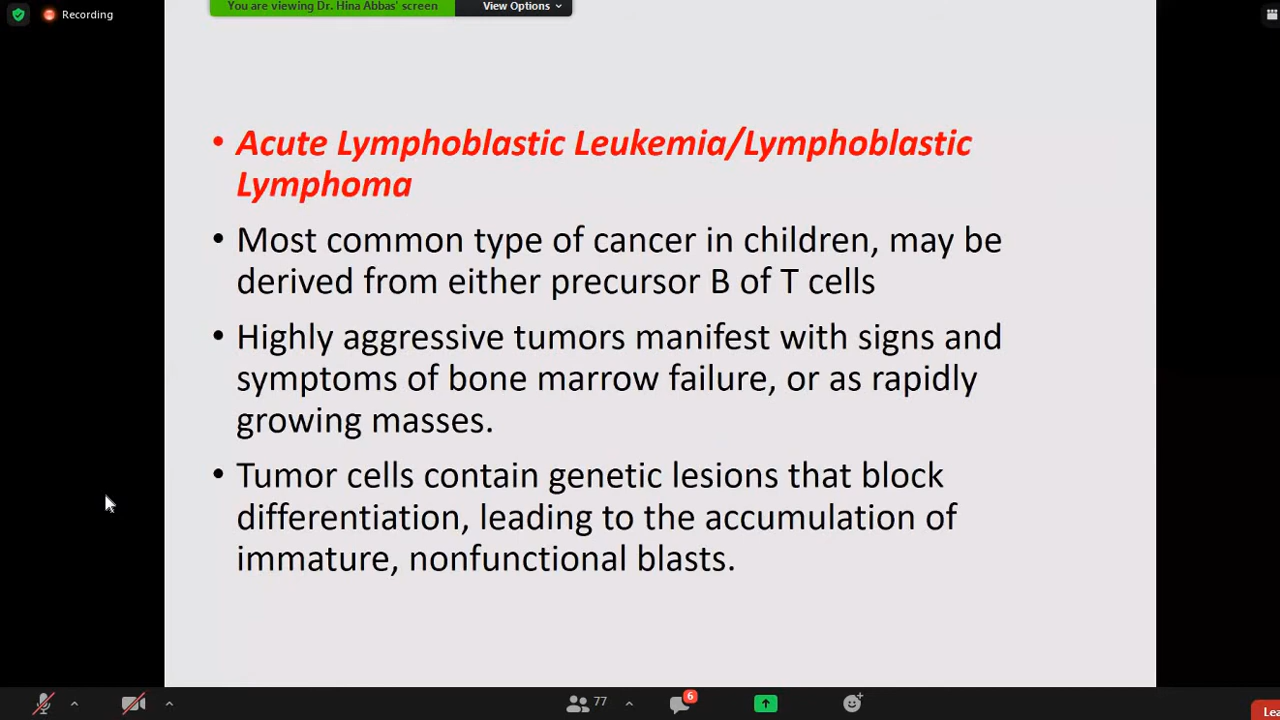 You are viewing Dr. Hina Abbas' screen View Options
Recording
• Acute Lymphoblastic Leukemia/Lymphoblastic
Lymphoma
• Most common type of cancer in children, may be
derived from either precursor B of T cells
• Highly aggressive tumors manifest with signs and
symptoms of bone marrow failure, or as rapidly
growing masses.
• Tumor cells contain genetic lesions that block
differentiation, leading to the accumulation of
immature, nonfunctional blasts.
77
6
Lea